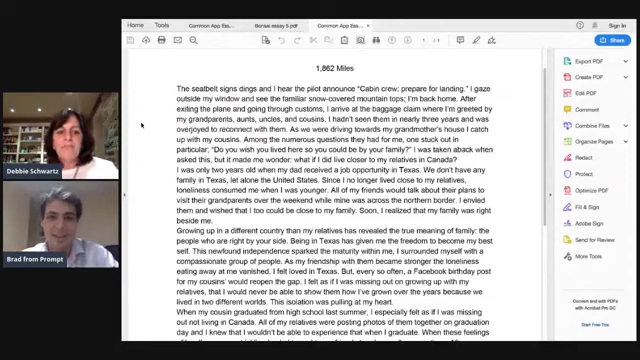 Home Tools Common App Ess... Bonsai essay 5.pdf Common App Ess... × Sign In
1 / 1
Share
1,862 Miles
The seatbelt signs dings and I hear the pilot announce “Cabin crew, prepare for landing.” I gaze
outside my window and see the familiar snow-covered mountain tops; I'm back home. After
exiting the plane and going through customs, I arrive at the baggage claim where I'm greeted by
my grandparents, aunts, uncles, and cousins. I hadn't seen them in nearly three years and was
overjoyed to reconnect with them. As we were driving towards my grandmother's house I catch
up with my cousins. Among the numerous questions they had for me, one stuck out in
particular, “Do you wish you lived here so you could be by your family?” I was taken aback when
asked this, but it made me wonder: what if I did live closer to my relatives in Canada?
I was only two years old when my dad received a job opportunity in Texas. We don't have any
family in Texas, let alone the United States. Since I no longer lived close to my relatives,
loneliness consumed me when I was younger. All of my friends would talk about their plans to
visit their grandparents over the weekend while mine was across the northern border. I envied
them and wished that I too could be close to my family. Soon, I realized that my family was right
beside me.
Growing up in a different country than my relatives has revealed the true meaning of family: the
people who are right by your side. Being in Texas has given me the freedom to become my best
self. This newfound independence sparked the maturity within me, I surrounded myself with a
compassionate group of people. As my friendship with them became stronger the loneliness
eating away at me vanished. I felt loved in Texas. But, every so often, a Facebook birthday post
for my cousins' would reopen the gap. I felt as if I was missing out on growing up with my
relatives, that I would never be able to show them how I've grown over the years because we
lived in two different worlds. This isolation was pulling at my heart.
When my cousin graduated from high school last summer, I especially felt as if I was missing
out not living in Canada. All of my relatives were posting photos of them together on graduation
day and I knew that I wouldn't be able to experience that when I graduate. When these feelings
Debbie Schwartz
Brad from Prompt
Export PDF
Create PDF
Edit PDF
Comment
Combine Files
Organize Pages
Redact
Protect
Optimize PDF
Fill & Sign
Adobe Sign
Send for Review
More Tools
Convert and edit PDFs
with Acrobat Pro DC
Start Free Trial